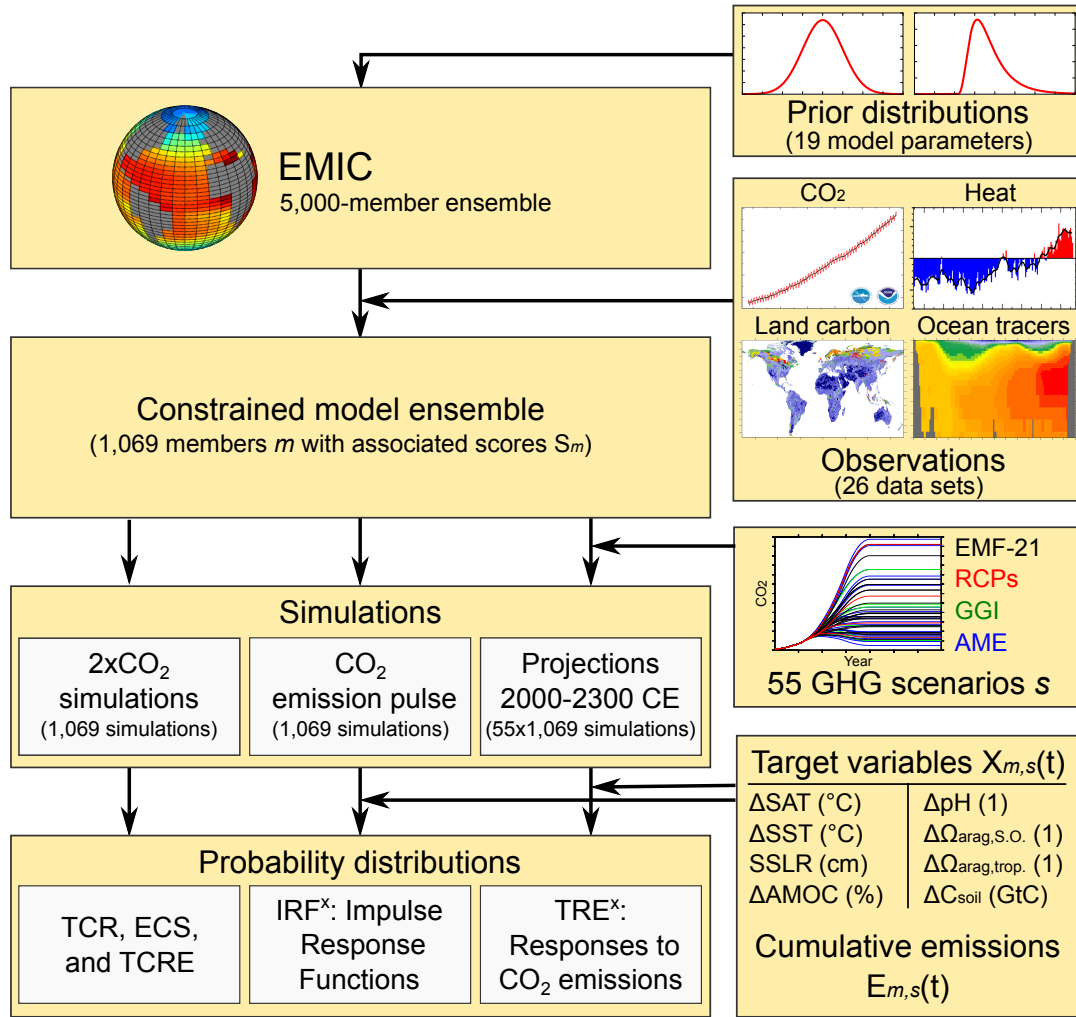 Prior distributions
(19 model parameters)
EMIC
5,000-member ensemble
CO₂
Heat
Land carbon
Ocean tracers
Observations
(26 data sets)
Constrained model ensemble
(1,069 members m with associated scores Sm)
CO₂
Year
EMF-21
RCPs
GGI
AME
55 GHG scenarios s
Simulations
2xCO₂
simulations
(1,069 simulations)
CO₂
emission pulse
(1,069 simulations)
Projections
2000-2300 CE
(55x1,069 simulations)
Target variables Xm,s(t)
ΔSAT (°C)
ΔSST (°C)
SSLR (cm)
ΔAMOC (%)
ΔpH (1)
ΔΩarag,S.O. (1)
ΔΩarag,trop. (1)
ΔCsoil (GtC)
Cumulative emissions
Em,s(t)
Probability distributions
TCR, ECS,
and TCRE
IRFˣ: Impulse
Response
Functions
TREˣ:
Responses to
CO₂ emissions